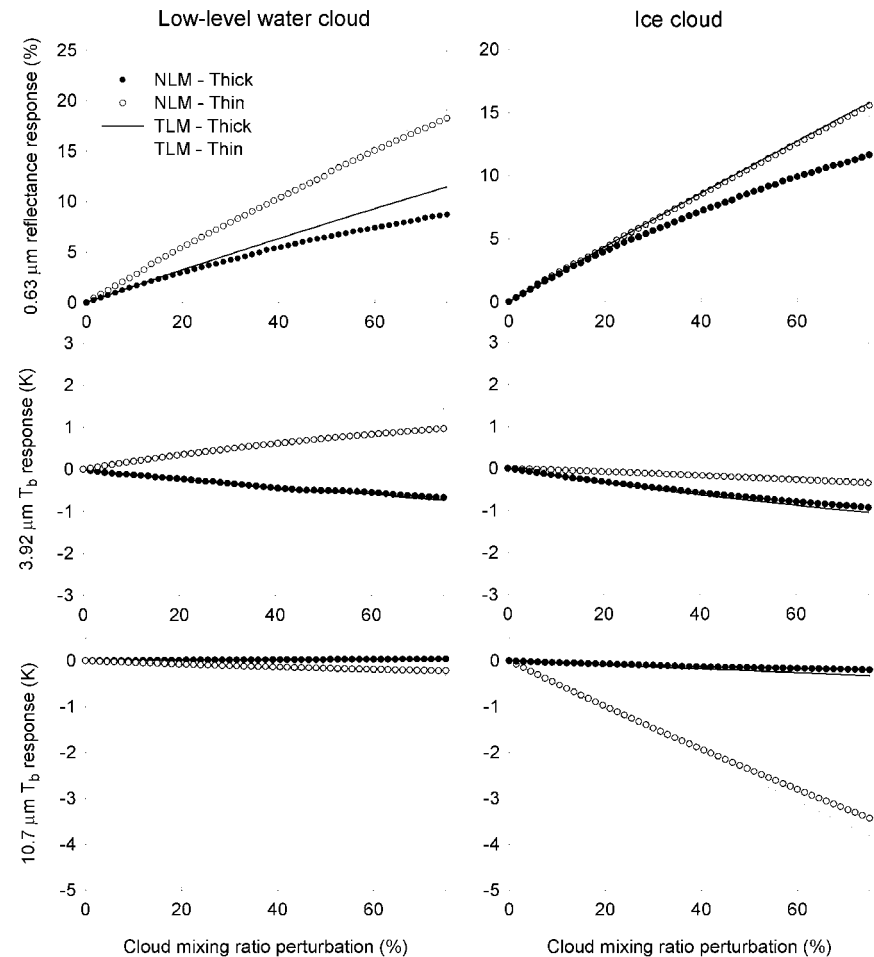 Low-level water cloud
Ice cloud
0.63 μm reflectance response (%)
25
20
15
10
5
0
NLM - Thick
NLM - Thin
TLM - Thick
TLM - Thin
0 20 40 60
20
15
10
5
0
0 20 40 60
3.92 μm Tb response (K)
3
2
1
0
-1
-2
-3
0 20 40 60
3
2
1
0
-1
-2
-3
0 20 40 60
10.7 μm Tb response (K)
0
-1
-2
-3
-4
-5
0 20 40 60
0
-1
-2
-3
-4
-5
0 20 40 60
Cloud mixing ratio perturbation (%)
Cloud mixing ratio perturbation (%)